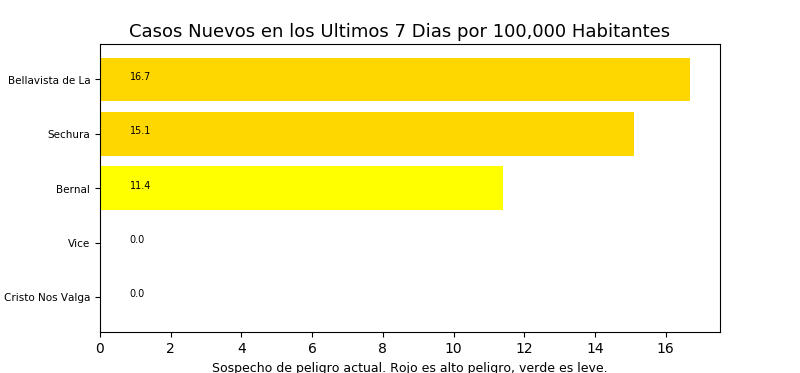 Casos Nuevos en los Ultimos 7 Dias por 100,000 Habitantes
Bellavista de La 16.7
Sechura 15.1
Bernal 11.4
Vice 0.0
Cristo Nos Valga 0.0
0 2 4 6 8 10 12 14 16
Sospecho de peligro actual. Rojo es alto peligro, verde es leve.